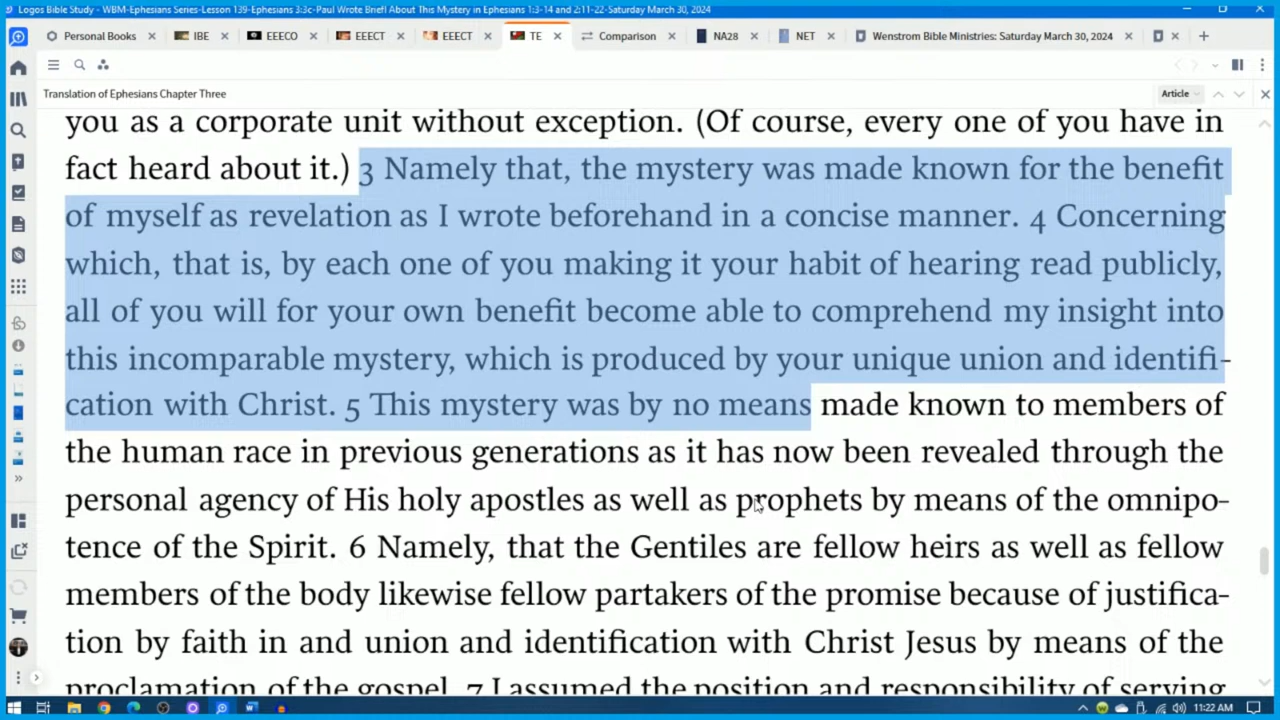 Logos Bible Study - WBM-Ephesians Series-Lesson 139-Ephesians 3:3c-Paul Wrote Brief! About This Mystery in Ephesians 1:3-14 and 2:11-22-Saturday March 30, 2024
Personal Books IBE EEECO EEECT EEECT TE Comparison NA28 NET Wenstrom Bible Ministries: Saturday March 30, 2024
Translation of Ephesians Chapter Three Article
you as a corporate unit without exception. (Of course, every one of you have in
fact heard about it.) 3 Namely that, the mystery was made known for the benefit
of myself as revelation as I wrote beforehand in a concise manner. 4 Concerning
which, that is, by each one of you making it your habit of hearing read publicly,
all of you will for your own benefit become able to comprehend my insight into
this incomparable mystery, which is produced by your unique union and identifi-
cation with Christ. 5 This mystery was by no means made known to members of
the human race in previous generations as it has now been revealed through the
personal agency of His holy apostles as well as prophets by means of the omnipo-
tence of the Spirit. 6 Namely, that the Gentiles are fellow heirs as well as fellow
members of the body likewise fellow partakers of the promise because of justifica-
tion by faith in and union and identification with Christ Jesus by means of the
proclamation of the gospel. 7 I assumed the position and responsibility of serving
11:22 AM